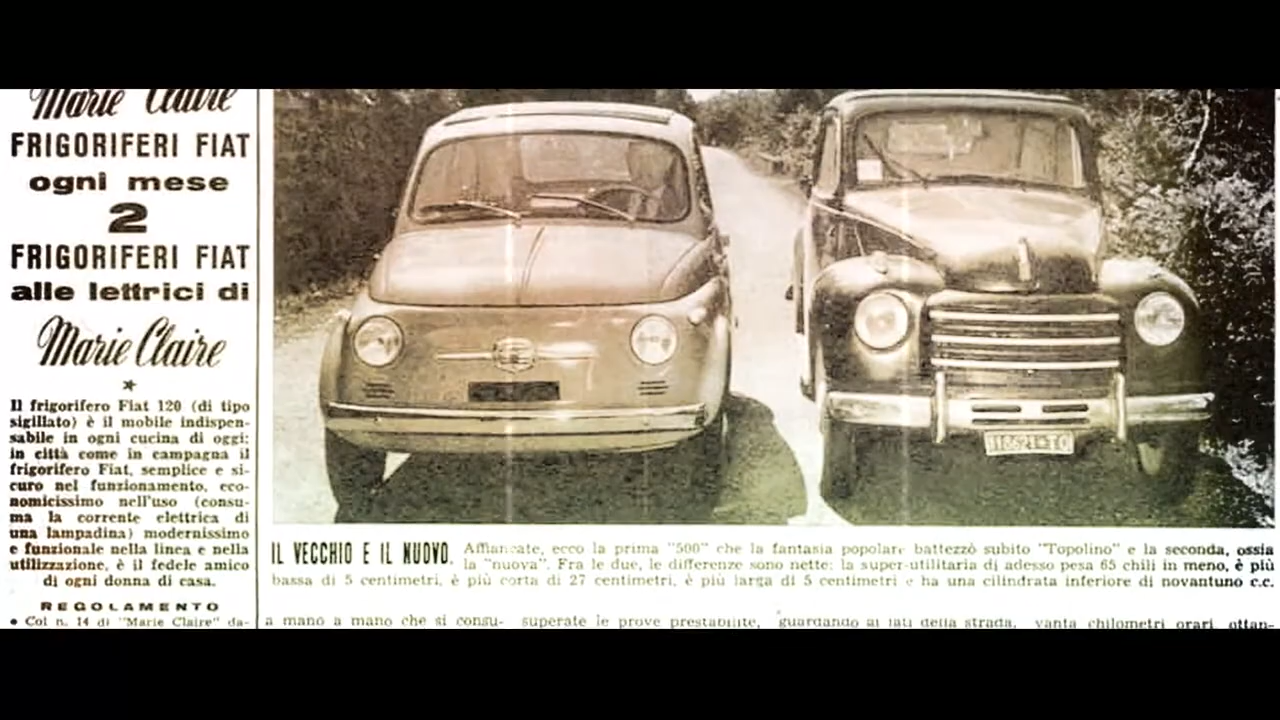 Marie Claire
FRIGORIFERI FIAT
ogni mese
2
FRIGORIFERI FIAT
alle lettrici di
Marie Claire
Il frigorifero Fiat 120 (di tipo
sigillato) è il mobile indispen-
sabile in ogni cucina di oggi:
in città come in campagna il
frigorifero Fiat, semplice e si-
curo nel funzionamento, eco-
nomicissimo nell'uso (consu-
ma la corrente elettrica di
una lampadina) modernissimo
e funzionale nella linea e nella
utilizzazione, è il fedele amico
di ogni donna di casa.
REGOLAMENTO
• Col n. 14 di "Marie Claire" da-
IL VECCHIO E IL NUOVO. Affiancate, ecco la prima "500" che la fantasia popolare battezzò subito "Topolino" e la seconda, ossia
la "nuova". Fra le due, le differenze sono nette: la super-utilitaria di adesso pesa 65 chili in meno, è più
bassa di 5 centimetri, è più corta di 27 centimetri, è più larga di 5 centimetri e ha una cilindrata inferiore di novantuno c.c.
a mano a mano che si consu-
superate le prove prestabilite,
guardando ai lati della strada,
vanta chilometri orari ottan-